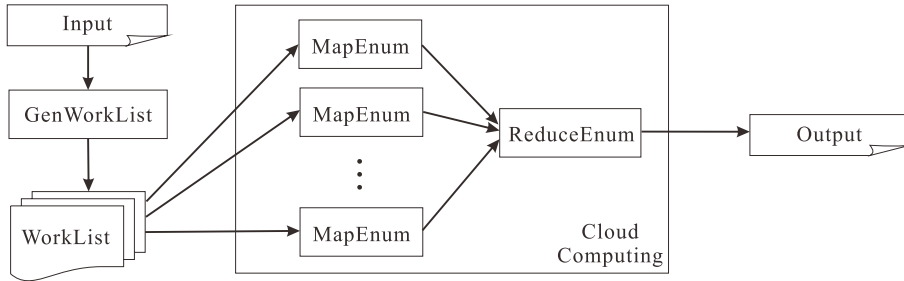 Input
GenWorkList
WorkList
MapEnum
MapEnum
MapEnum
ReduceEnum
Cloud
Computing
Output